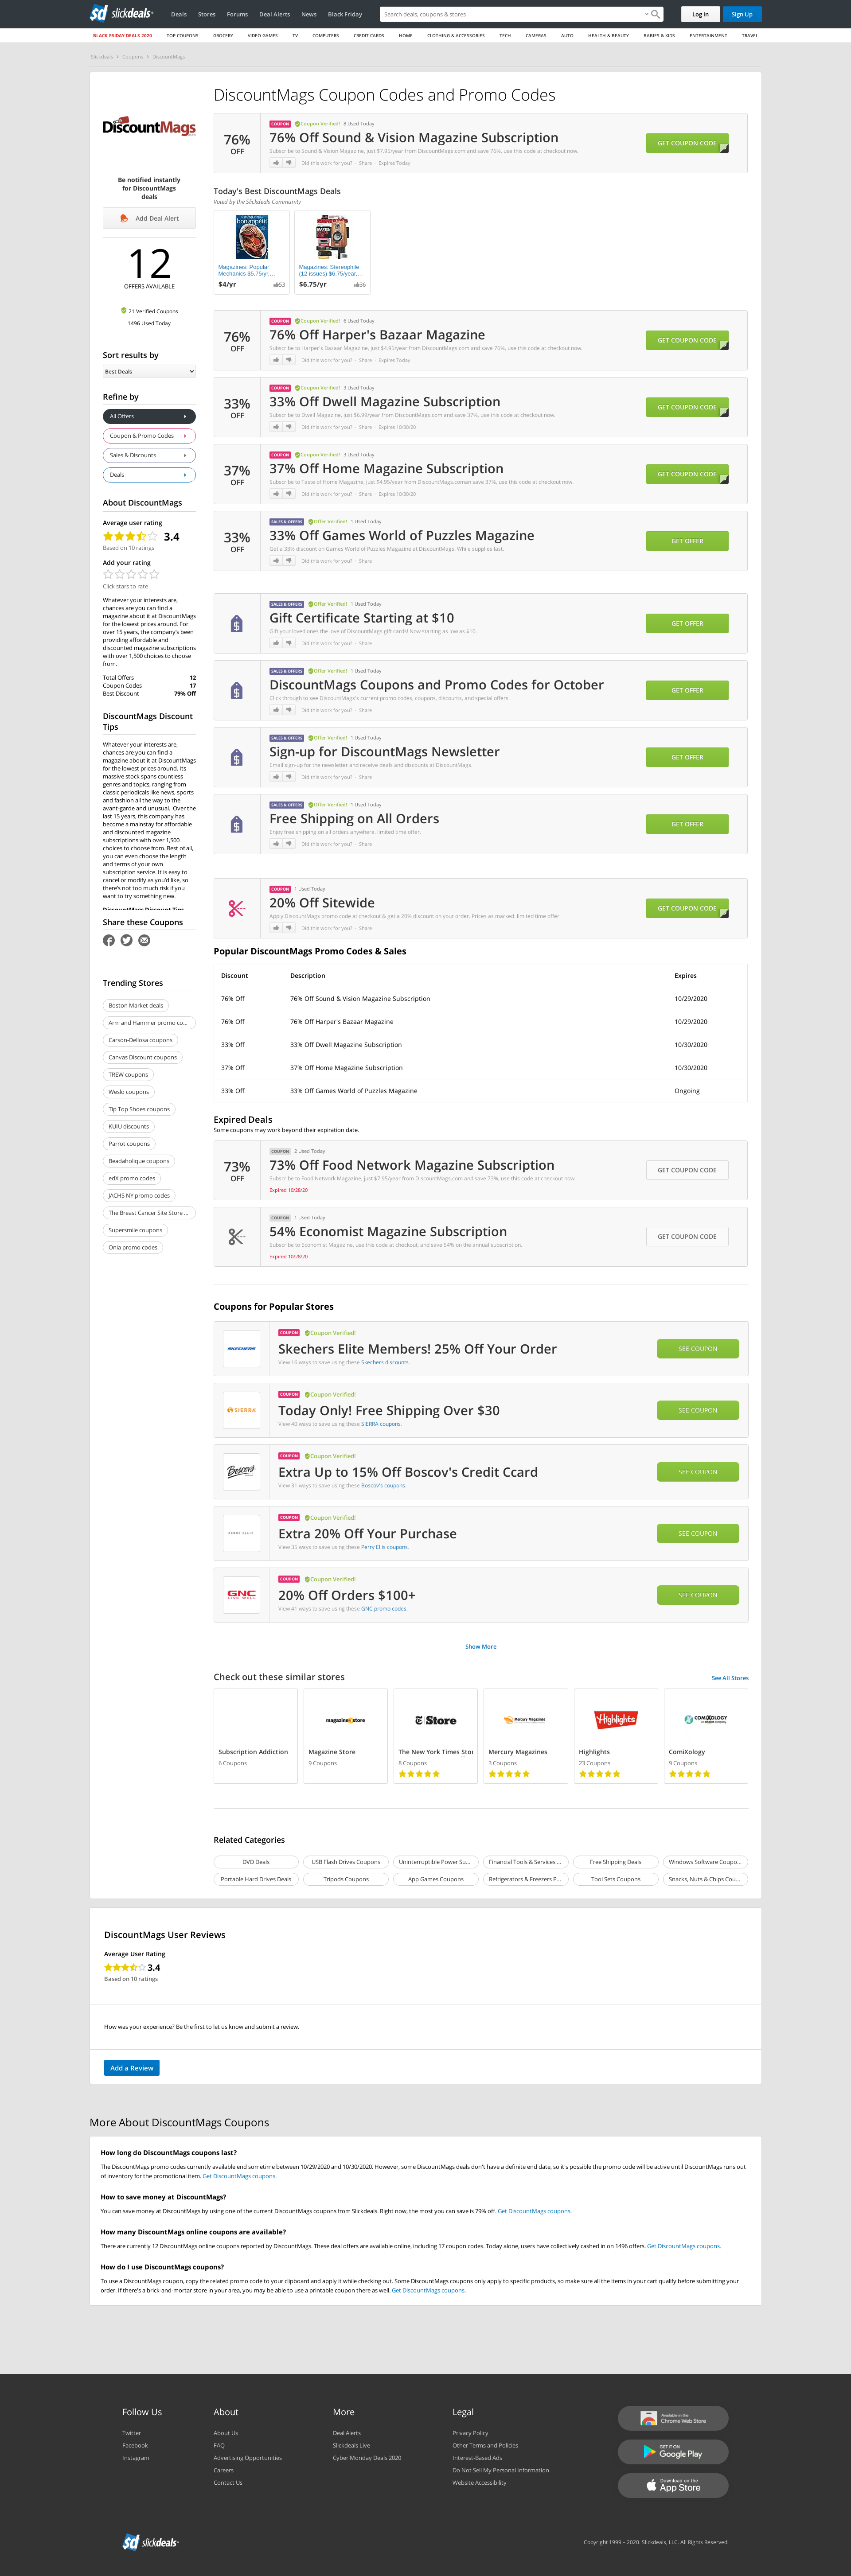 sd slickdeals
Deals Stores Forums Deal Alerts News Black Friday
Search deals, coupons & stores
Log In Sign Up
BLACK FRIDAY DEALS 2020 TOP COUPONS GROCERY VIDEO GAMES TV COMPUTERS CREDIT CARDS HOME CLOTHING & ACCESSORIES TECH CAMERAS AUTO HEALTH & BEAUTY BABIES & KIDS ENTERTAINMENT TRAVEL
Slickdeals > Coupons > DiscountMags
DiscountMags
Be notified instantly
for DiscountMags
deals
Add Deal Alert
12
OFFERS AVAILABLE
21 Verified Coupons
1496 Used Today
Sort results by
Best Deals
Refine by
All Offers
Coupon & Promo Codes
Sales & Discounts
Deals
About DiscountMags
Average user rating
3.4
Based on 10 ratings
Add your rating
Click stars to rate
Whatever your interests are,
chances are you can find a
magazine about it at DiscountMags
for the lowest prices around. For
over 15 years, the company's been
providing affordable and
discounted magazine subscriptions
with over 1,500 choices to choose
from.
Total Offers 12
Coupon Codes 17
Best Discount 79% Off
DiscountMags Discount
Tips
Whatever your interests are,
chances are you can find a
magazine about it at DiscountMags
for the lowest prices around. Its
massive stock spans countless
genres and topics, ranging from
classic periodicals like news, sports
and fashion all the way to the
avant-garde and unusual. Over the
last 15 years, this company has
become a mainstay for affordable
and discounted magazine
subscriptions with over 1,500
choices to choose from. Best of all,
you can even choose the length
and terms of your own
subscription service. It is easy to
cancel or modify as you'd like, so
there's not too much risk if you
want to try something new.
DiscountMags Discount Tips
Share these Coupons
Trending Stores
Boston Market deals
Arm and Hammer promo co...
Carson-Dellosa coupons
Canvas Discount coupons
TREW coupons
Weslo coupons
Tip Top Shoes coupons
KUIU discounts
Parrot coupons
Beadaholique coupons
edX promo codes
JACHS NY promo codes
The Breast Cancer Site Store ...
Supersmile coupons
Onia promo codes
DiscountMags Coupon Codes and Promo Codes
76%
OFF
COUPON Coupon Verified! 8 Used Today
76% Off Sound & Vision Magazine Subscription
Subscribe to Sound & Vision Magazine, just $7.95/year from DiscountMags.com and save 76%, use this code at checkout now.
Did this work for you? · Share · Expires Today
GET COUPON CODE
Today's Best DiscountMags Deals
Voted by the Slickdeals Community
bon appétit
Magazines: Popular
Mechanics $5.75/yr,...
$4/yr 53
Magazines: Stereophile
(12 issues) $6.75/year,...
$6.75/yr 36
76%
OFF
COUPON Coupon Verified! 6 Used Today
76% Off Harper's Bazaar Magazine
Subscribe to Harper's Bazaar Magazine, just $4.95/year from DiscountMags.com and save 76%, use this code at checkout now.
Did this work for you? · Share · Expires Today
GET COUPON CODE
33%
OFF
COUPON Coupon Verified! 3 Used Today
33% Off Dwell Magazine Subscription
Subscribe to Dwell Magazine, just $6.99/year from DiscountMags.com and save 37%, use this code at checkout now.
Did this work for you? · Share · Expires 10/30/20
GET COUPON CODE
37%
OFF
COUPON Coupon Verified! 3 Used Today
37% Off Home Magazine Subscription
Subscribe to Taste of Home Magazine, just $4.95/year from DiscountMags.coman save 37%, use this code at checkout now.
Did this work for you? · Share · Expires 10/30/20
GET COUPON CODE
33%
OFF
SALES & OFFERS Offer Verified! 1 Used Today
33% Off Games World of Puzzles Magazine
Get a 33% discount on Games World of Puzzles Magazine at DiscountMags. While supplies last.
Did this work for you? · Share
GET OFFER
SALES & OFFERS Offer Verified! 1 Used Today
Gift Certificate Starting at $10
Gift your loved ones the love of DiscountMags gift cards! Now starting as low as $10.
Did this work for you? · Share
GET OFFER
SALES & OFFERS Offer Verified! 1 Used Today
DiscountMags Coupons and Promo Codes for October
Click through to see DiscountMags's current promo codes, coupons, discounts, and special offers.
Did this work for you? · Share
GET OFFER
SALES & OFFERS Offer Verified! 1 Used Today
Sign-up for DiscountMags Newsletter
Email sign-up for the newsletter and receive deals and discounts at DiscountMags.
Did this work for you? · Share
GET OFFER
SALES & OFFERS Offer Verified! 1 Used Today
Free Shipping on All Orders
Enjoy free shipping on all orders anywhere. limited time offer.
Did this work for you? · Share
GET OFFER
COUPON 1 Used Today
20% Off Sitewide
Apply DiscountMags promo code at checkout & get a 20% discount on your order. Prices as marked. limited time offer.
Did this work for you? · Share
GET COUPON CODE
Popular DiscountMags Promo Codes & Sales
Discount Description Expires
76% Off 76% Off Sound & Vision Magazine Subscription 10/29/2020
76% Off 76% Off Harper's Bazaar Magazine 10/29/2020
33% Off 33% Off Dwell Magazine Subscription 10/30/2020
37% Off 37% Off Home Magazine Subscription 10/30/2020
33% Off 33% Off Games World of Puzzles Magazine Ongoing
Expired Deals
Some coupons may work beyond their expiration date.
73%
OFF
COUPON 2 Used Today
73% Off Food Network Magazine Subscription
Subscribe to Food Network Magazine, just $7.95/year from DiscountMags.com and save 73%, use this code at checkout now.
Expired 10/28/20
GET COUPON CODE
COUPON 1 Used Today
54% Economist Magazine Subscription
Subscribe to Economist Magazine, use this code at checkout, and save 54% on the annual subscription.
Expired 10/28/20
GET COUPON CODE
Coupons for Popular Stores
SKECHERS
COUPON Coupon Verified!
Skechers Elite Members! 25% Off Your Order
View 16 ways to save using these Skechers discounts.
SEE COUPON
SIERRA
COUPON Coupon Verified!
Today Only! Free Shipping Over $30
View 40 ways to save using these SIERRA coupons.
SEE COUPON
Boscov's
COUPON Coupon Verified!
Extra Up to 15% Off Boscov's Credit Ccard
View 31 ways to save using these Boscov's coupons.
SEE COUPON
PERRY ELLIS
COUPON Coupon Verified!
Extra 20% Off Your Purchase
View 35 ways to save using these Perry Ellis coupons.
SEE COUPON
GNC
LIVE WELL
COUPON Coupon Verified!
20% Off Orders $100+
View 41 ways to save using these GNC promo codes.
SEE COUPON
Show More
Check out these similar stores
See All Stores
Subscription Addiction
6 Coupons
magazine store
Magazine Store
9 Coupons
T Store
The New York Times Stor
8 Coupons
Mercury Magazines
Mercury Magazines
3 Coupons
Highlights
Highlights
23 Coupons
COMIXOLOGY
ComiXology
9 Coupons
Related Categories
DVD Deals USB Flash Drives Coupons Uninterruptible Power Su... Financial Tools & Services ... Free Shipping Deals Windows Software Coupo...
Portable Hard Drives Deals Tripods Coupons App Games Coupons Refrigerators & Freezers P... Tool Sets Coupons Snacks, Nuts & Chips Cou...
DiscountMags User Reviews
Average User Rating
3.4
Based on 10 ratings
How was your experience? Be the first to let us know and submit a review.
Add a Review
More About DiscountMags Coupons
How long do DiscountMags coupons last?
The DiscountMags promo codes currently available end sometime between 10/29/2020 and 10/30/2020. However, some DiscountMags deals don't have a definite end date, so it's possible the promo code will be active until DiscountMags runs out
of inventory for the promotional item. Get DiscountMags coupons.
How to save money at DiscountMags?
You can save money at DiscountMags by using one of the current DiscountMags coupons from Slickdeals. Right now, the most you can save is 79% off. Get DiscountMags coupons.
How many DiscountMags online coupons are available?
There are currently 12 DiscountMags online coupons reported by DiscountMags. These deal offers are available online, including 17 coupon codes. Today alone, users have collectively cashed in on 1496 offers. Get DiscountMags coupons.
How do I use DiscountMags coupons?
To use a DiscountMags coupon, copy the related promo code to your clipboard and apply it while checking out. Some DiscountMags coupons only apply to specific products, so make sure all the items in your cart qualify before submitting your
order. If there's a brick-and-mortar store in your area, you may be able to use a printable coupon there as well. Get DiscountMags coupons.
Follow Us
Twitter
Facebook
Instagram
About
About Us
FAQ
Advertising Opportunities
Careers
Contact Us
More
Deal Alerts
Slickdeals Live
Cyber Monday Deals 2020
Legal
Privacy Policy
Other Terms and Policies
Interest-Based Ads
Do Not Sell My Personal Information
Website Accessibility
Available in the
Chrome Web Store
GET IT ON
Google Play
Download on the
App Store
sd slickdeals
Copyright 1999 – 2020. Slickdeals, LLC. All Rights Reserved.